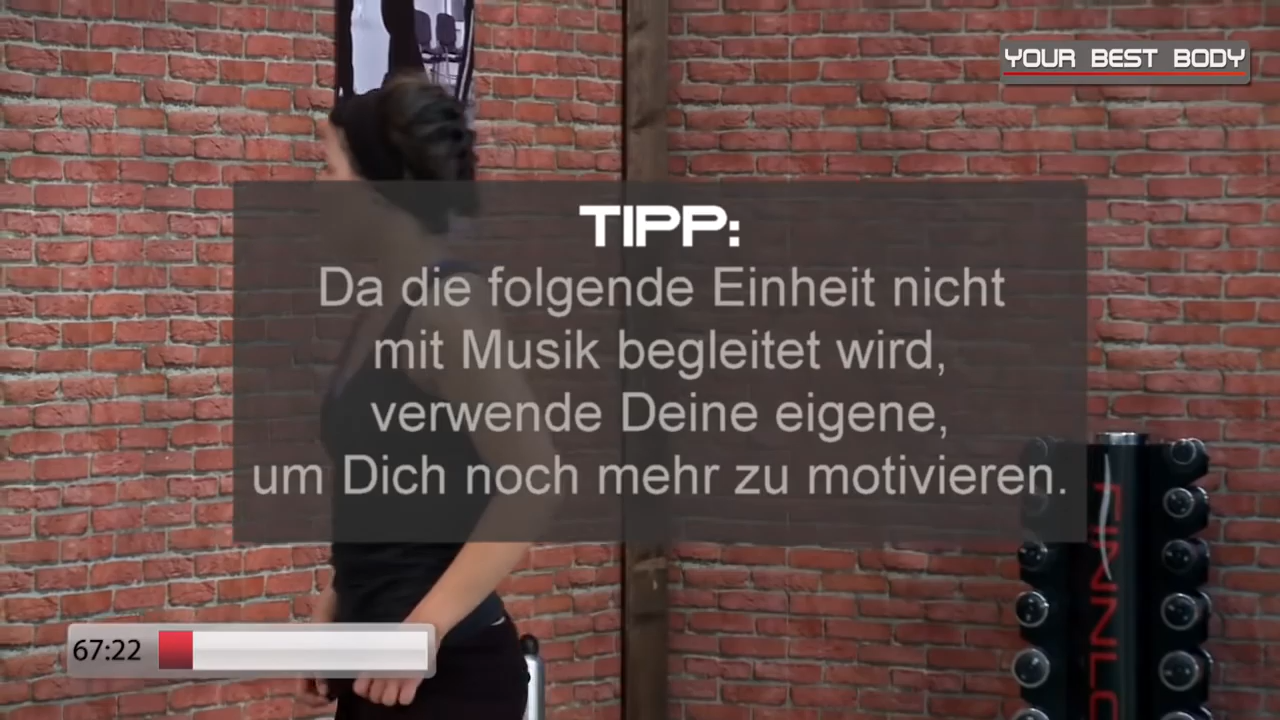 YOUR BEST BODY
TIPP:
Da die folgende Einheit nicht
mit Musik begleitet wird,
verwende Deine eigene,
um Dich noch mehr zu motivieren.
67:22